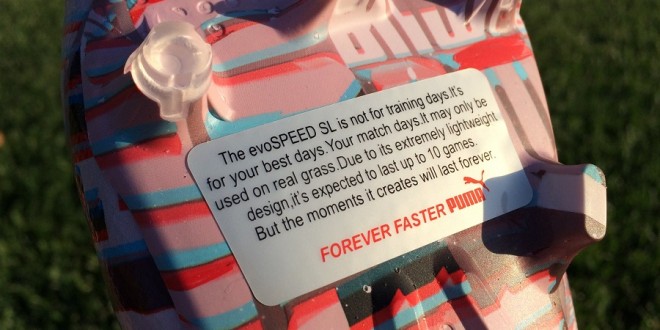 The evoSPEED SL is not for training days.It's
for your best days.Your match days.It may only be
used on real grass.Due to its extremely lightweight
design,it's expected to last up to 10 games.
But the moments it creates will last forever.
FOREVER FASTER PUMA